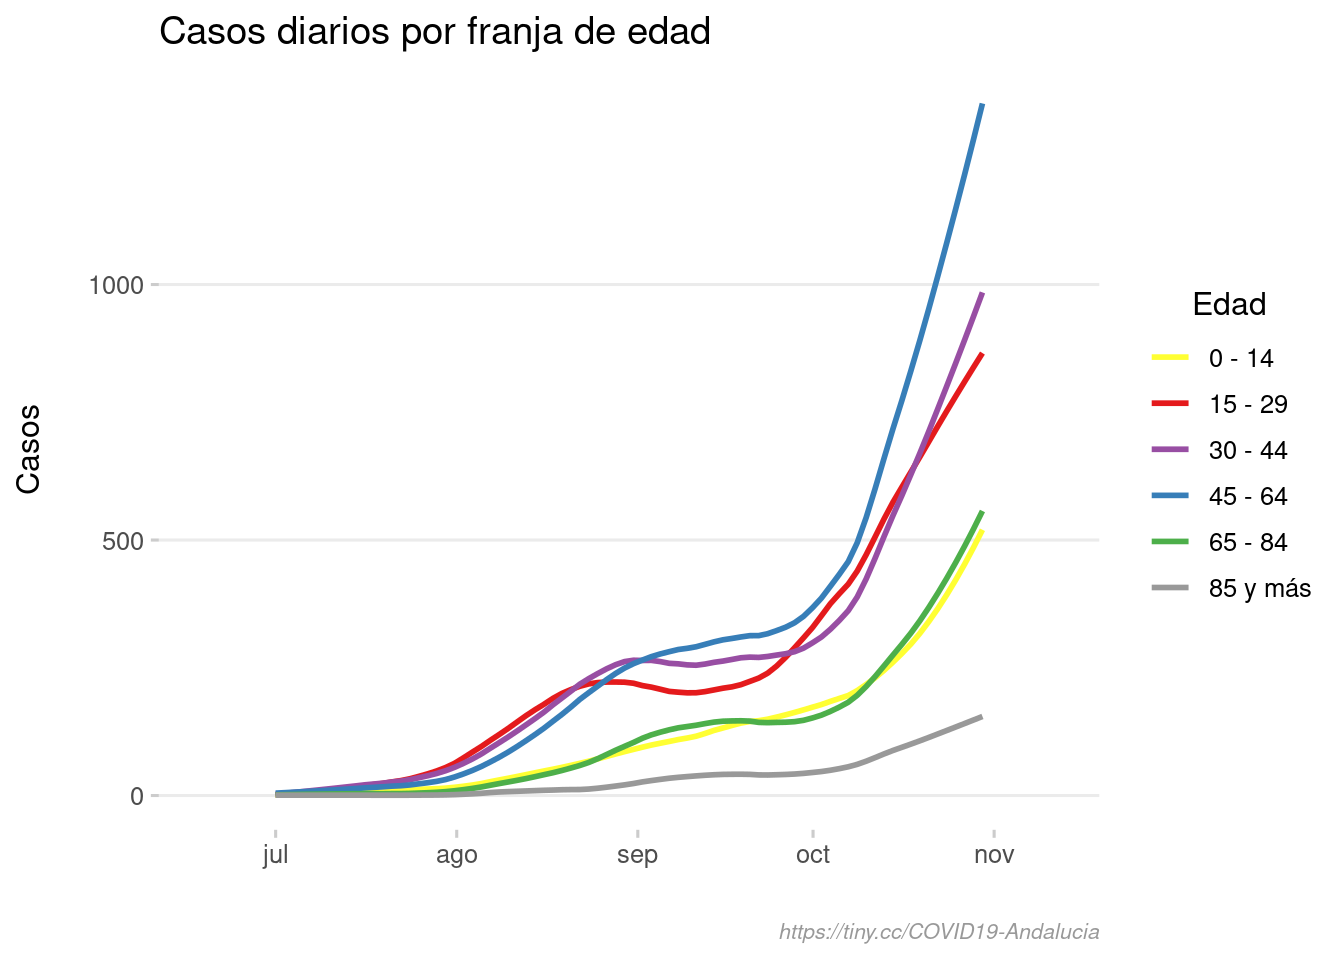 Casos diarios por franja de edad
Casos
1000
500
0
jul
ago
sep
oct
nov
Edad
0 - 14
15 - 29
30 - 44
45 - 64
65 - 84
85 y más
https://tiny.cc/COVID19-Andalucia